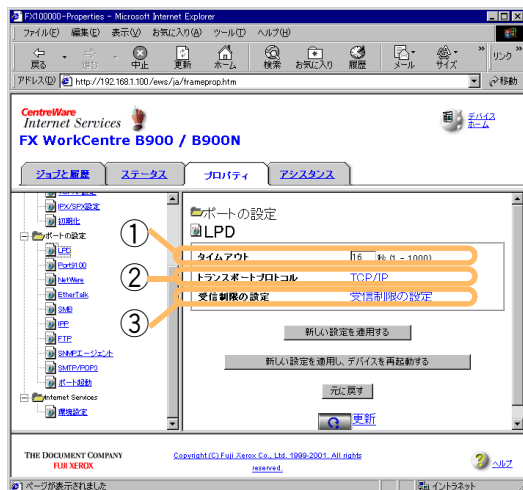 FX100000-Properties - Microsoft Internet Explorer
ファイル(F) 編集(E) 表示(V) お気に入り(A) ツール(T) ヘルプ(H)
戻る 進む 中止 更新 ホーム 検索 お気に入り 履歴 メール サイズ » リンク »
アドレス(D) http://192.168.1.100/ews/ja/frameprop.htm 移動
CentreWare
Internet Services
FX WorkCentre B900 / B900N
デバイス
ホーム
ジョブと履歴 ステータス プロパティ アシスタンス
IPX/SPX設定
初期化
ポートの設定
LPD
Port9100
NetWare
EtherTalk
SMB
IPP
FTP
SNMPエージェント
SMTP/POP3
ポート起動
Internet Services
環境設定
ポートの設定
LPD
① タイムアウト 16 秒 (1 - 1000)
② トランスポートプロトコル TCP/IP
③ 受信制限の設定 受信制限の設定
新しい設定を適用する
新しい設定を適用し、デバイスを再起動する
元に戻す
更新
THE DOCUMENT COMPANY
FUJI XEROX
Copyright(C) Fuji Xerox Co., Ltd. 1999-2001. All rights
reserved.
ヘルプ
ページが表示されました イントラネット